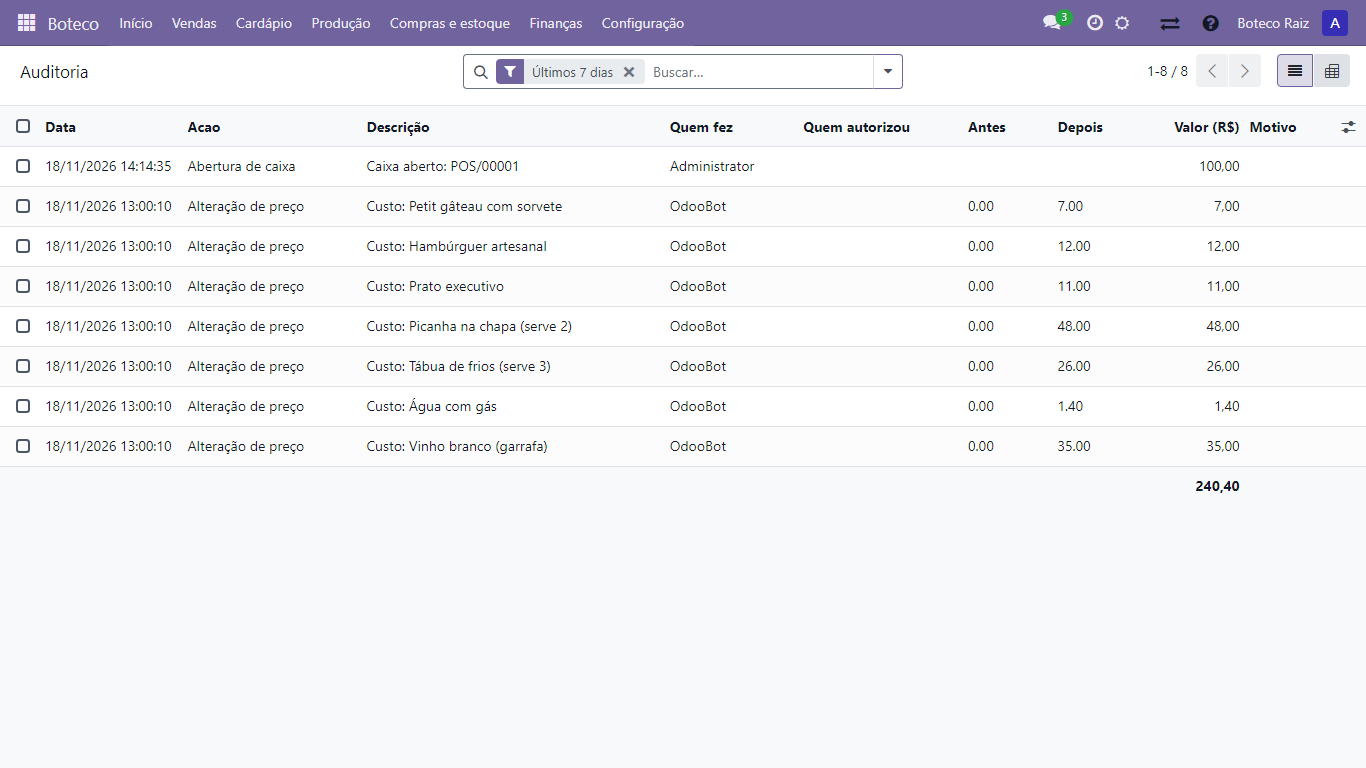 Boteco Início Vendas Cardápio Produção Compras e estoque Finanças Configuração 3 Boteco Raiz A
Auditoria Últimos 7 dias Buscar... 1-8 / 8
Data Acao Descrição Quem fez Quem autorizou Antes Depois Valor (R$) Motivo
18/11/2026 14:14:35 Abertura de caixa Caixa aberto: POS/00001 Administrator 100,00
18/11/2026 13:00:10 Alteração de preço Custo: Petit gâteau com sorvete OdooBot 0.00 7.00 7,00
18/11/2026 13:00:10 Alteração de preço Custo: Hambúrguer artesanal OdooBot 0.00 12.00 12,00
18/11/2026 13:00:10 Alteração de preço Custo: Prato executivo OdooBot 0.00 11.00 11,00
18/11/2026 13:00:10 Alteração de preço Custo: Picanha na chapa (serve 2) OdooBot 0.00 48.00 48,00
18/11/2026 13:00:10 Alteração de preço Custo: Tábua de frios (serve 3) OdooBot 0.00 26.00 26,00
18/11/2026 13:00:10 Alteração de preço Custo: Água com gás OdooBot 0.00 1.40 1,40
18/11/2026 13:00:10 Alteração de preço Custo: Vinho branco (garrafa) OdooBot 0.00 35.00 35,00
240,40